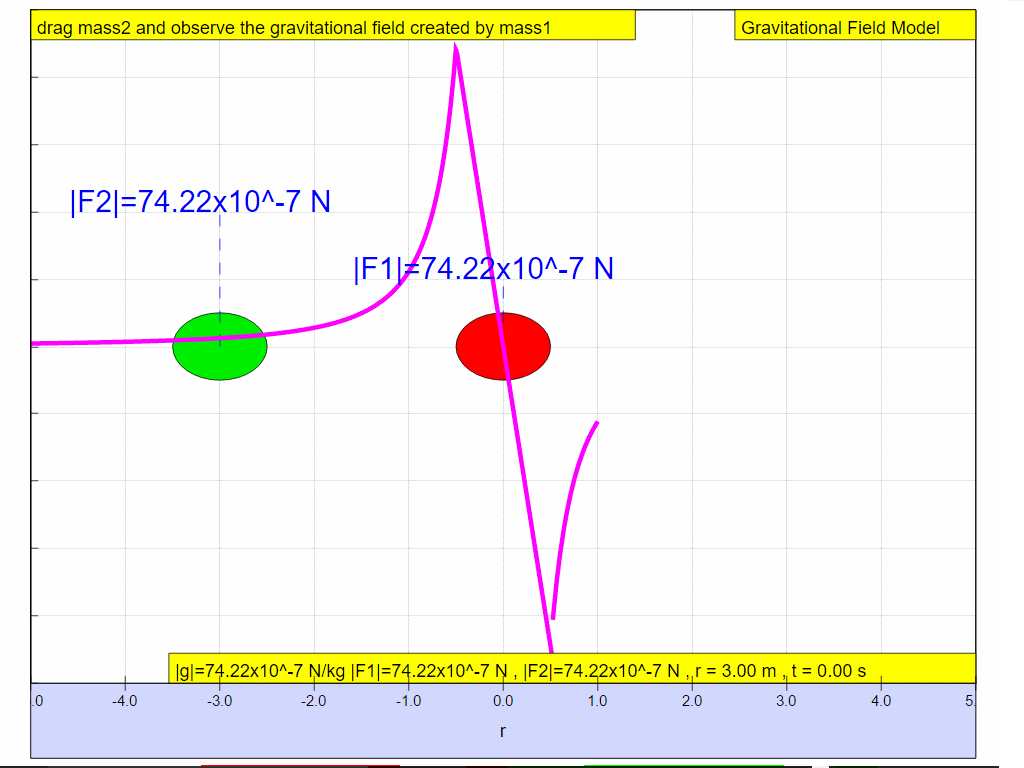 drag mass2 and observe the gravitational field created by mass1
Gravitational Field Model
|F2|=74.22x10^-7 N
|F1|=74.22x10^-7 N
|g|=74.22x10^-7 N/kg |F1|=74.22x10^-7 N , |F2|=74.22x10^-7 N , r = 3.00 m , t = 0.00 s
.0 -4.0 -3.0 -2.0 -1.0 0.0 1.0 2.0 3.0 4.0 5.
r